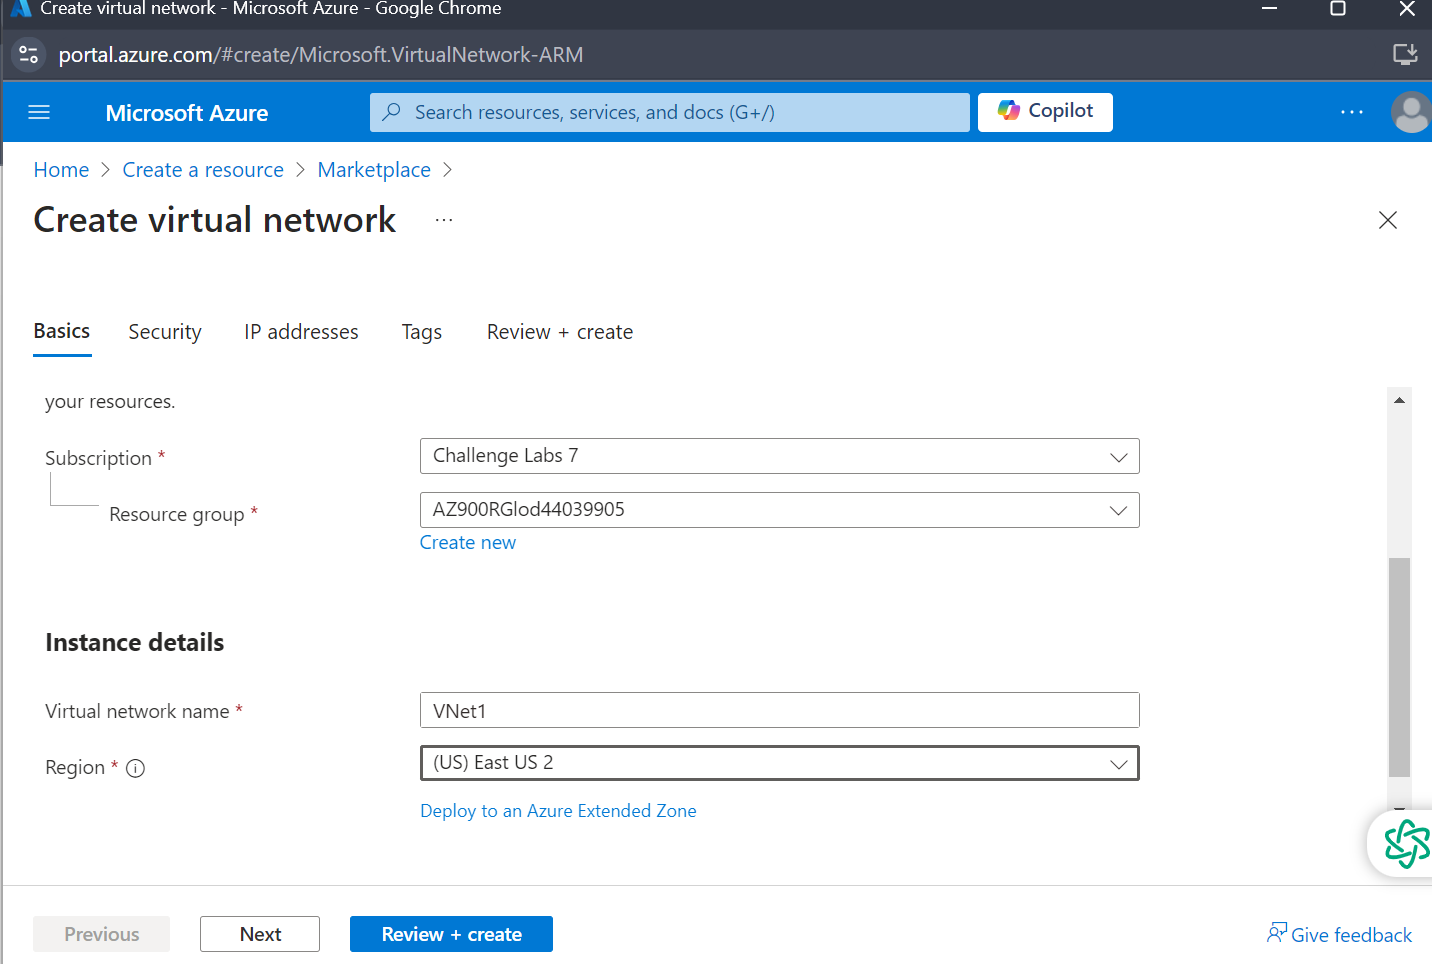 Create virtual network - Microsoft Azure - Google Chrome
portal.azure.com/#create/Microsoft.VirtualNetwork-ARM
Microsoft Azure
Search resources, services, and docs (G+/)
Copilot
...
Home > Create a resource > Marketplace >
Create virtual network ...
Basics Security IP addresses Tags Review + create
your resources.
Subscription * Challenge Labs 7
Resource group * AZ900RGlod44039905
Create new
Instance details
Virtual network name * VNet1
Region * (US) East US 2
Deploy to an Azure Extended Zone
Previous Next Review + create Give feedback